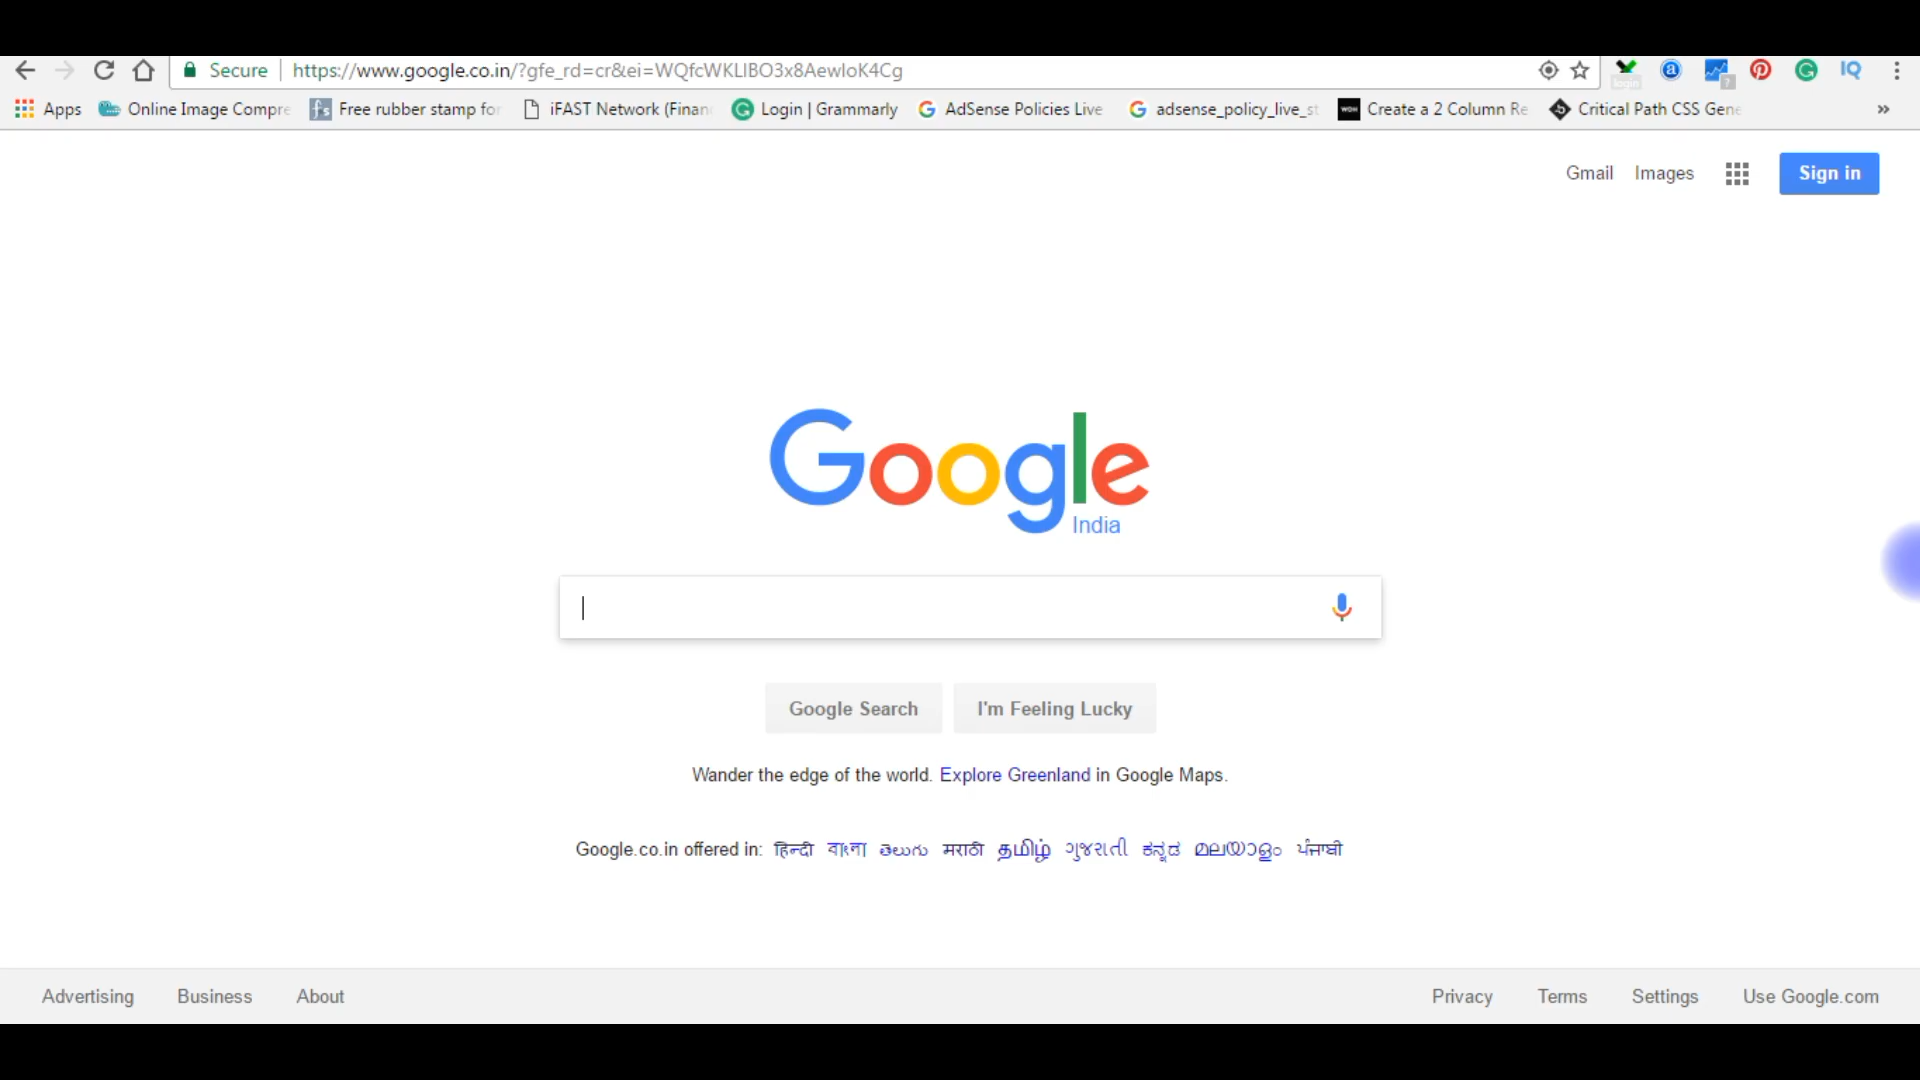 Secure https://www.google.co.in/?gfe_rd=cr&ei=WQfcWKLIBO3x8AewIoK4Cg
Apps Online Image Compre Free rubber stamp for iFAST Network (Finan Login | Grammarly AdSense Policies Live adsense_policy_live_st Create a 2 Column Re Critical Path CSS Gene »
Gmail Images Sign in
Google
India
Google Search I'm Feeling Lucky
Wander the edge of the world. Explore Greenland in Google Maps.
Google.co.in offered in: हिन्दी বাংলা తెలుగు मराठी தமிழ் ગુજરાતી ಕನ್ನಡ മലയാളം ਪੰਜਾਬੀ
Advertising Business About Privacy Terms Settings Use Google.com